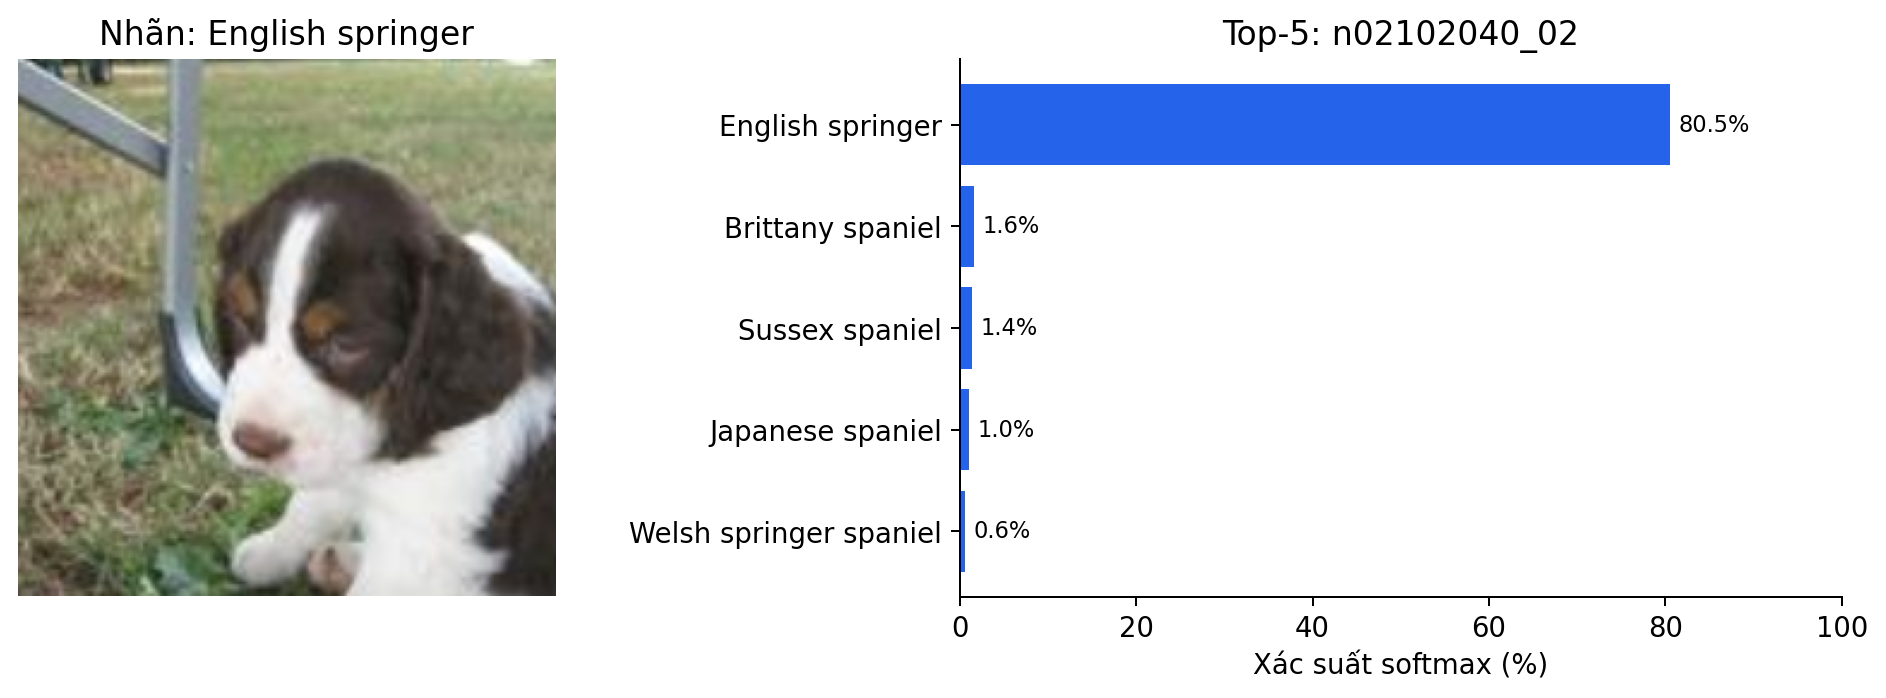 Nhãn: English springer
Top-5: n02102040_02
English springer
80.5%
Brittany spaniel
1.6%
Sussex spaniel
1.4%
Japanese spaniel
1.0%
Welsh springer spaniel
0.6%
0 20 40 60 80 100
Xác suất softmax (%)